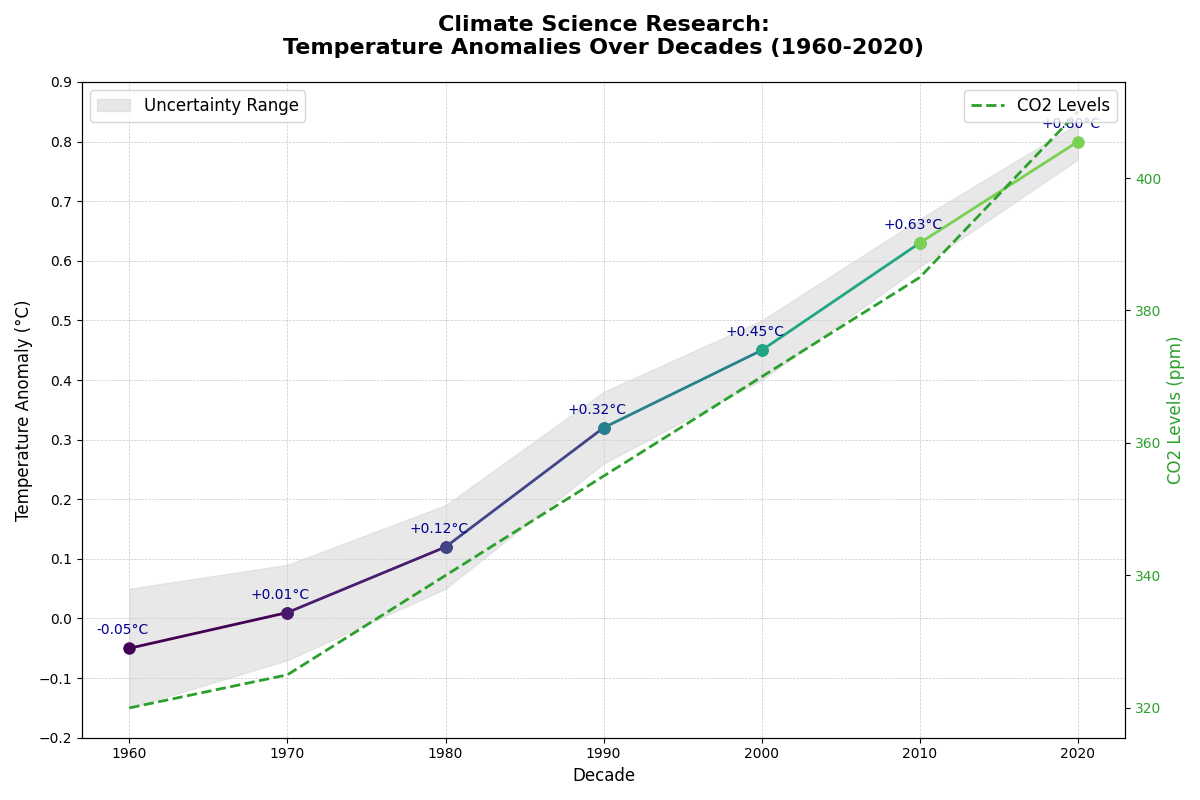 Climate Science Research:
Temperature Anomalies Over Decades (1960-2020)
Uncertainty Range
CO2 Levels
0.9
0.8
0.7
0.6
0.5
0.4
0.3
0.2
0.1
0.0
−0.1
−0.2
Temperature Anomaly (°C)
-0.05°C
+0.01°C
+0.12°C
+0.32°C
+0.45°C
+0.63°C
+0.80°C
400
380
360
340
320
CO2 Levels (ppm)
1960 1970 1980 1990 2000 2010 2020
Decade